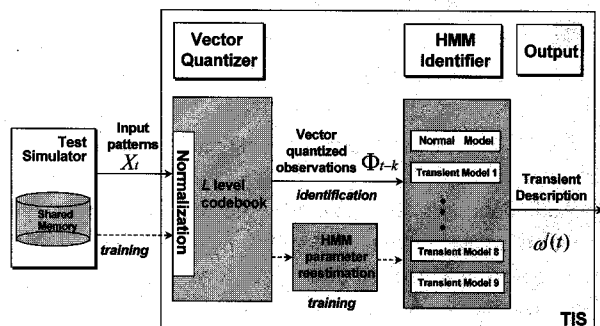 Vector
Quantizer
HMM
Identifier
Output
Test
Simulator
Shared
Memory
Input
patterns
X_t
training
Normalization
L level
codebook
Vector
quantized
observations Φ_{t-k}
identification
HMM
parameter
reestimation
training
Normal Model
Transient Model 1
Transient Model 8
Transient Model 9
Transient
Description
ω^j(t)
TIS